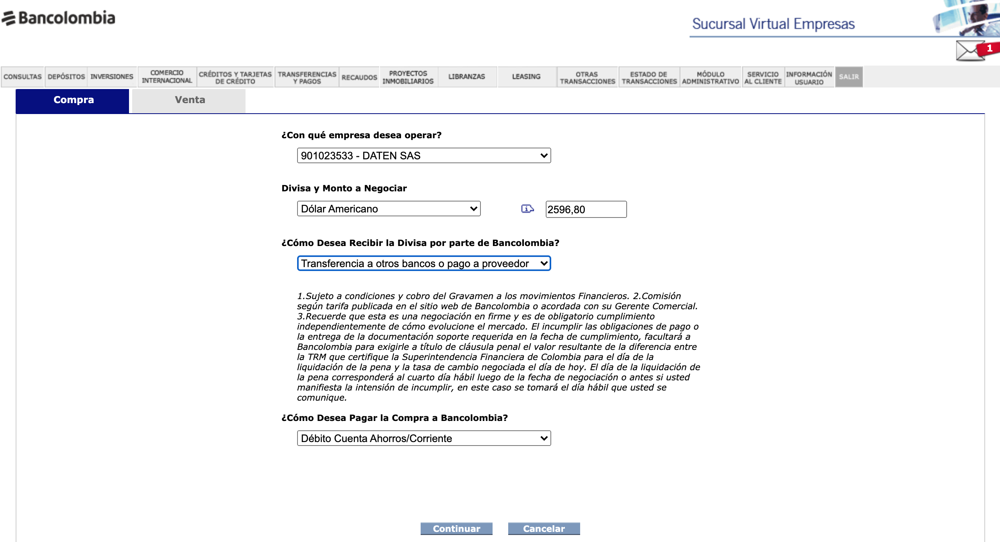 Bancolombia
Sucursal Virtual Empresas
1
CONSULTAS
DEPÓSITOS
INVERSIONES
COMERCIO
INTERNACIONAL
CRÉDITOS Y TARJETAS
DE CRÉDITO
TRANSFERENCIAS
Y PAGOS
RECAUDOS
PROYECTOS
INMOBILIARIOS
LIBRANZAS
LEASING
OTRAS
TRANSACCIONES
ESTADO DE
TRANSACCIONES
MÓDULO
ADMINISTRATIVO
SERVICIO
AL CLIENTE
INFORMACIÓN
USUARIO
SALIR
Compra
Venta
¿Con qué empresa desea operar?
901023533 - DATEN SAS
Divisa y Monto a Negociar
Dólar Americano
i
2596,80
¿Cómo Desea Recibir la Divisa por parte de Bancolombia?
Transferencia a otros bancos o pago a proveedor
1.Sujeto a condiciones y cobro del Gravamen a los movimientos Financieros. 2.Comisión
según tarifa publicada en el sitio web de Bancolombia o acordada con su Gerente Comercial.
3.Recuerde que esta es una negociación en firme y es de obligatorio cumplimiento
independientemente de cómo evolucione el mercado. El incumplir las obligaciones de pago o
la entrega de la documentación soporte requerida en la fecha de cumplimiento, facultará a
Bancolombia para exigirle a título de cláusula penal el valor resultante de la diferencia entre
la TRM que certifique la Superintendencia Financiera de Colombia para el día de la
liquidación de la pena y la tasa de cambio negociada el día de hoy. El día de la liquidación de
la pena corresponderá al cuarto día hábil luego de la fecha de negociación o antes si usted
manifiesta la intensión de incumplir, en este caso se tomará el día hábil que usted se
comunique.
¿Cómo Desea Pagar la Compra a Bancolombia?
Débito Cuenta Ahorros/Corriente
Continuar
Cancelar